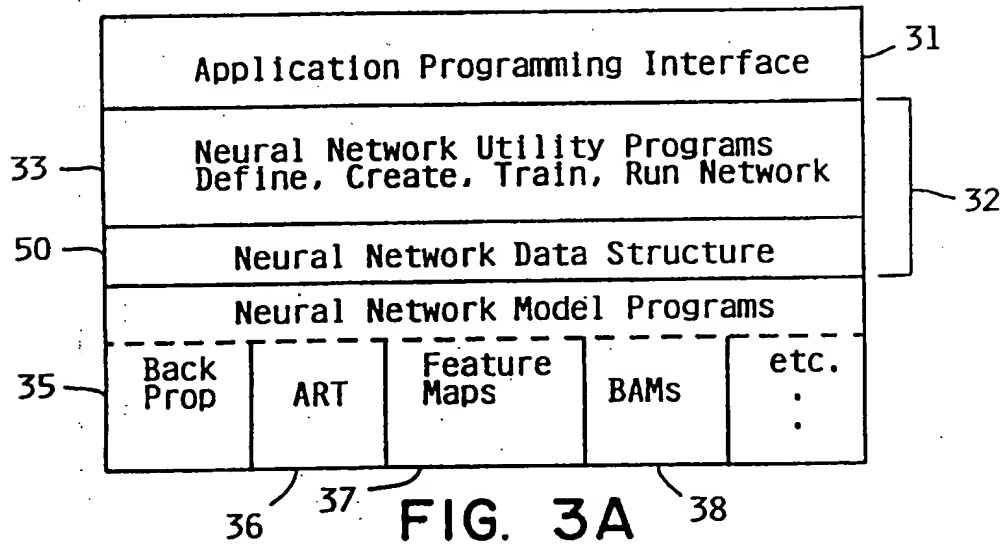 Application Programming Interface
31
33
Neural Network Utility Programs
Define, Create, Train, Run Network
32
50
Neural Network Data Structure
Neural Network Model Programs
35
Back
Prop
ART
Feature
Maps
BAMs
etc.
.
.
36
37
38
FIG. 3A